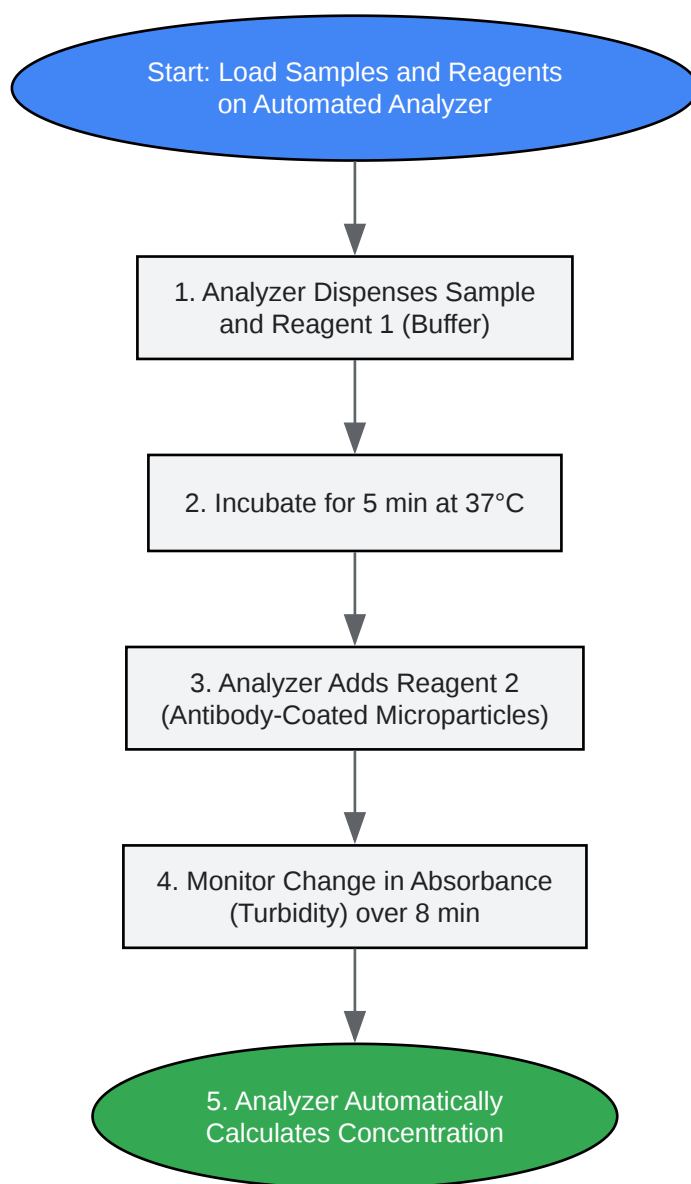 Start: Load Samples and Reagents
on Automated Analyzer
1. Analyzer Dispenses Sample
and Reagent 1 (Buffer)
2. Incubate for 5 min at 37°C
3. Analyzer Adds Reagent 2
(Antibody-Coated Microparticles)
4. Monitor Change in Absorbance
(Turbidity) over 8 min
5. Analyzer Automatically
Calculates Concentration